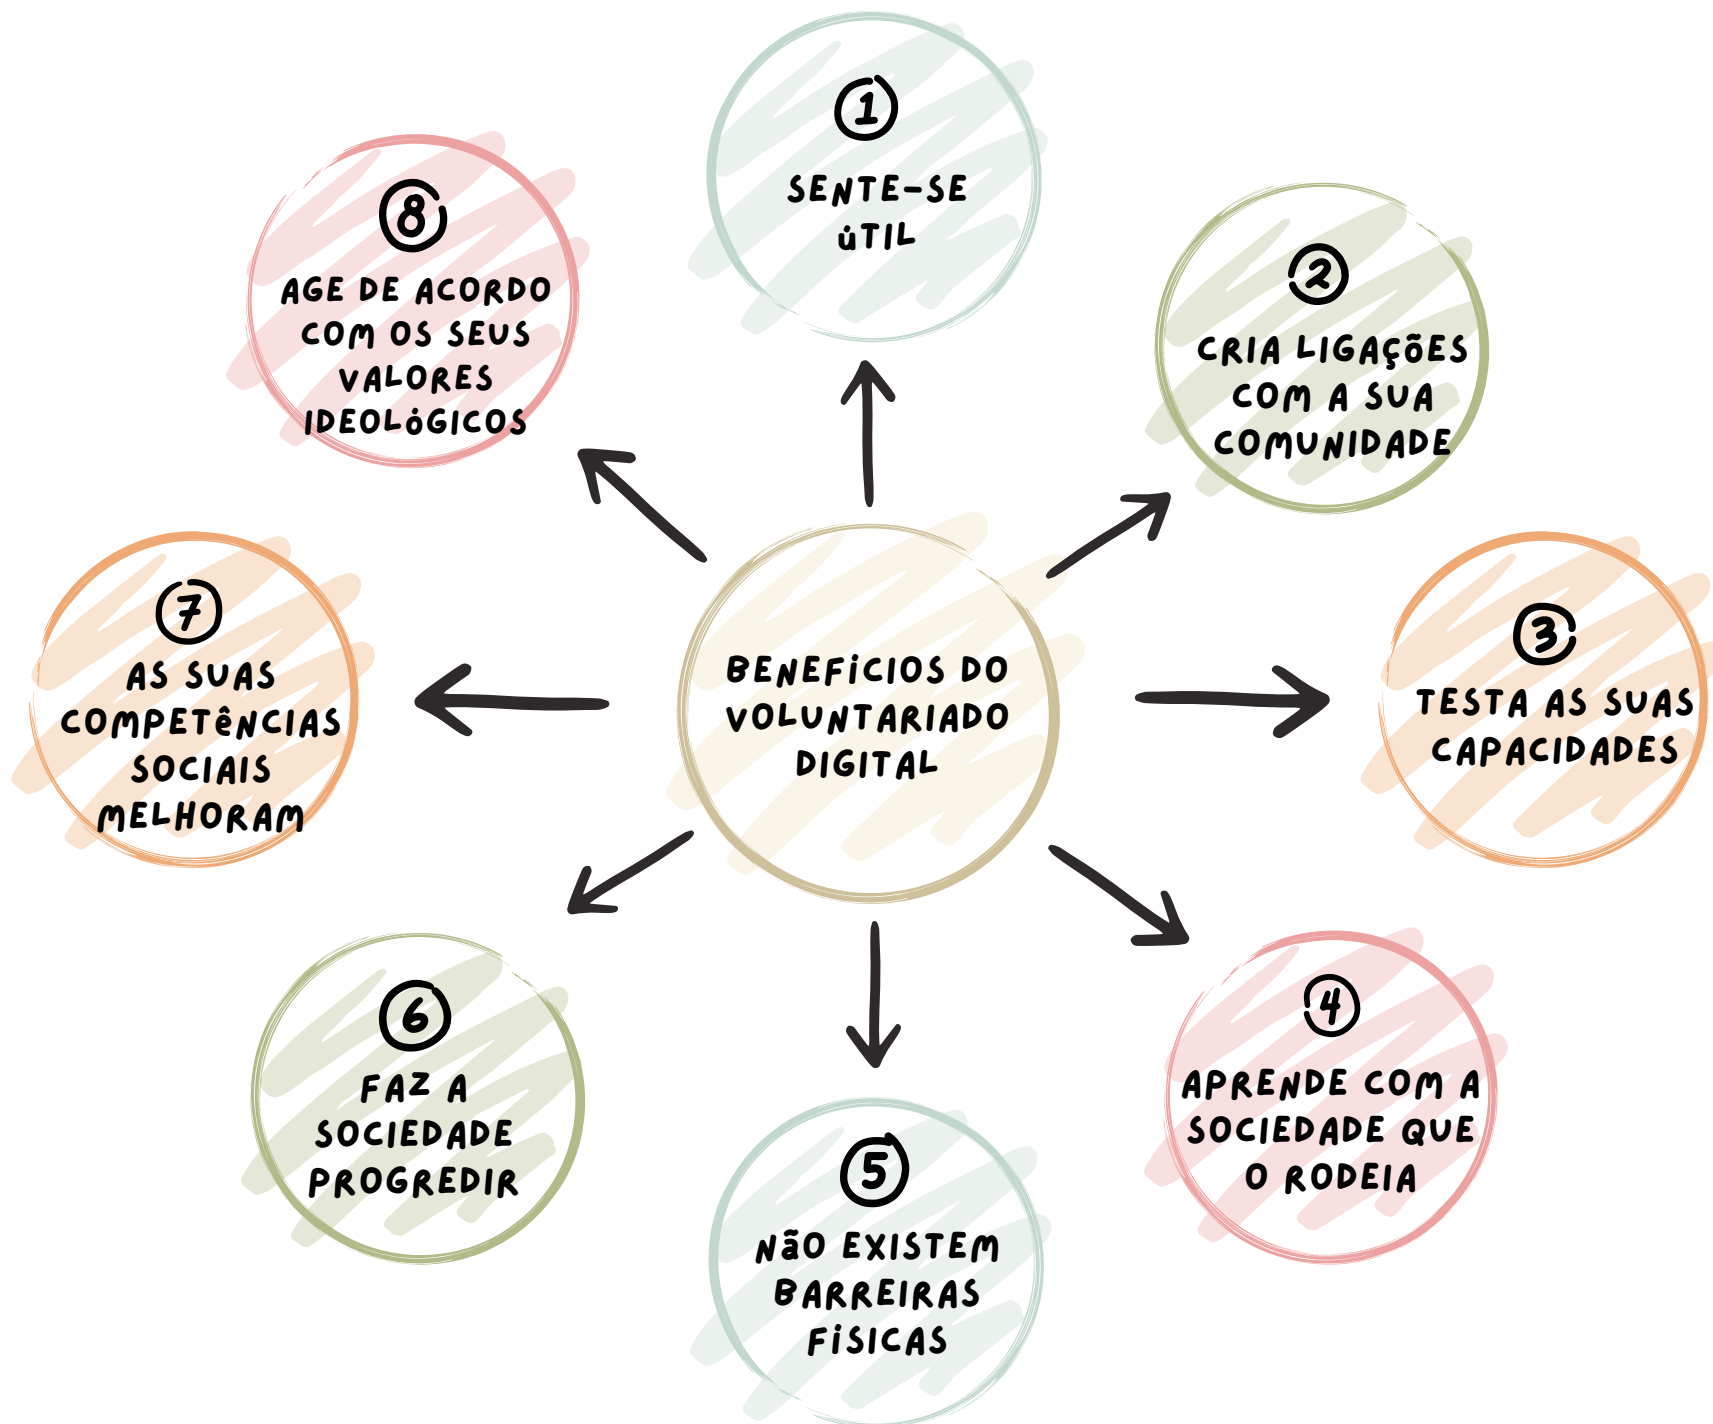 BENEFÍCIOS DO
VOLUNTARIADO
DIGITAL
1
SENTE-SE
ÚTIL
2
CRIA LIGAÇÕES
COM A SUA
COMUNIDADE
3
TESTA AS SUAS
CAPACIDADES
4
APRENDE COM A
SOCIEDADE QUE
O RODEIA
5
NÃO EXISTEM
BARREIRAS
FÍSICAS
6
FAZ A
SOCIEDADE
PROGREDIR
7
AS SUAS
COMPETÊNCIAS
SOCIAIS
MELHORAM
8
AGE DE ACORDO
COM OS SEUS
VALORES
IDEOLÓGICOS